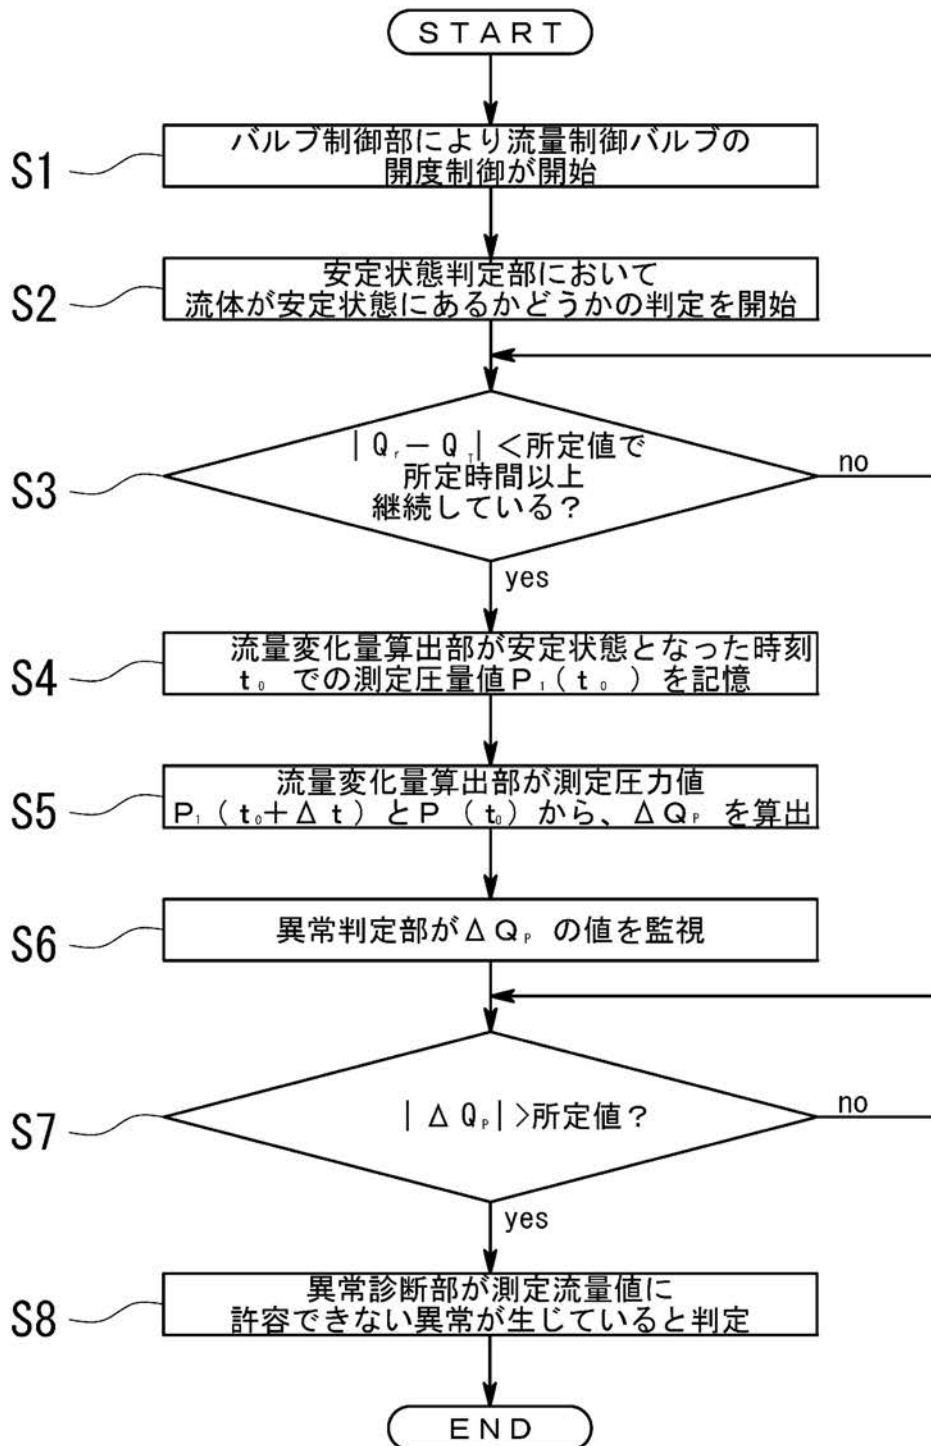 START
S1
バルブ制御部により流量制御バルブの
開度制御が開始
S2
安定状態判定部において
流体が安定状態にあるかどうかの判定を開始
S3
|Qr－QT|＜所定値で
所定時間以上
継続している？
no
yes
S4
流量変化量算出部が安定状態となった時刻
t0 での測定圧量値P1(t0)を記憶
S5
流量変化量算出部が測定圧力値
P1(t0+Δt)とP(t0)から、ΔQPを算出
S6
異常判定部がΔQP の値を監視
S7
|ΔQP|＞所定値？
no
yes
S8
異常診断部が測定流量値に
許容できない異常が生じていると判定
END